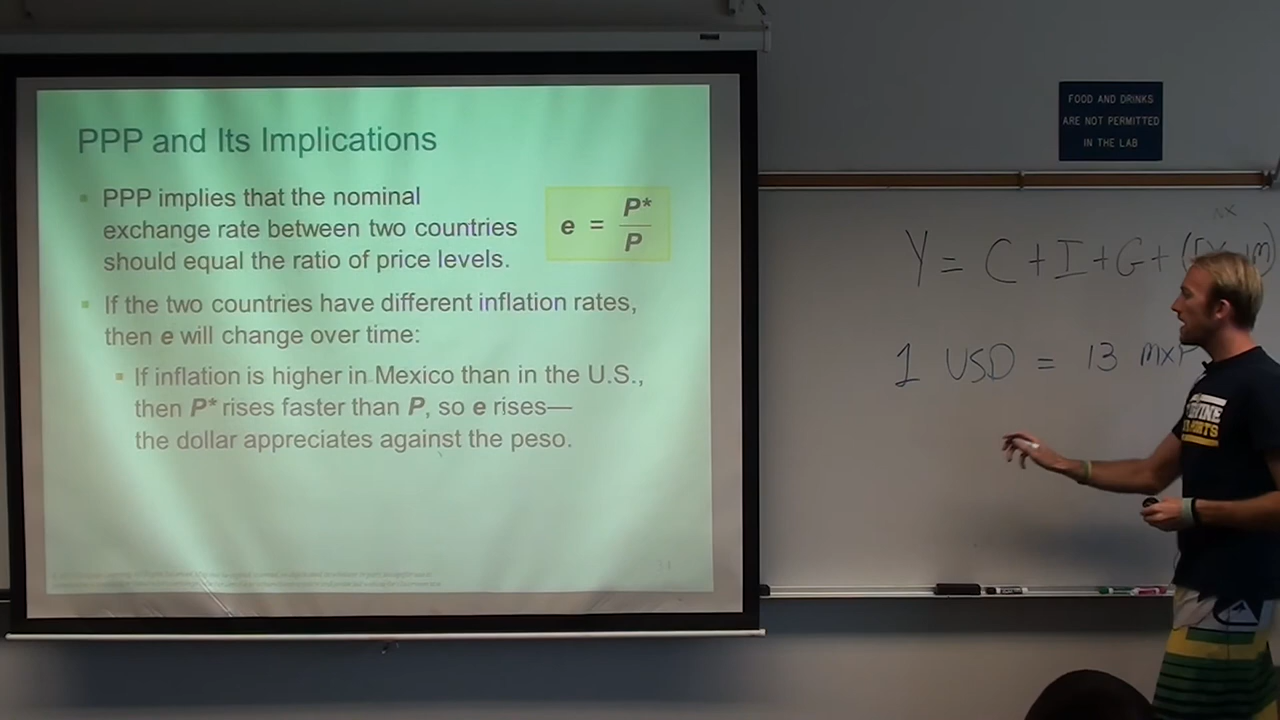 PPP and Its Implications
PPP implies that the nominal
exchange rate between two countries
should equal the ratio of price levels.
e = P*
P
If the two countries have different inflation rates,
then e will change over time:
If inflation is higher in Mexico than in the U.S.,
then P* rises faster than P, so e rises—
the dollar appreciates against the peso.
34
FOOD AND DRINKS
ARE NOT PERMITTED
IN THE LAB
NX
Y = C + I + G + (
1 USD = 13 MXP